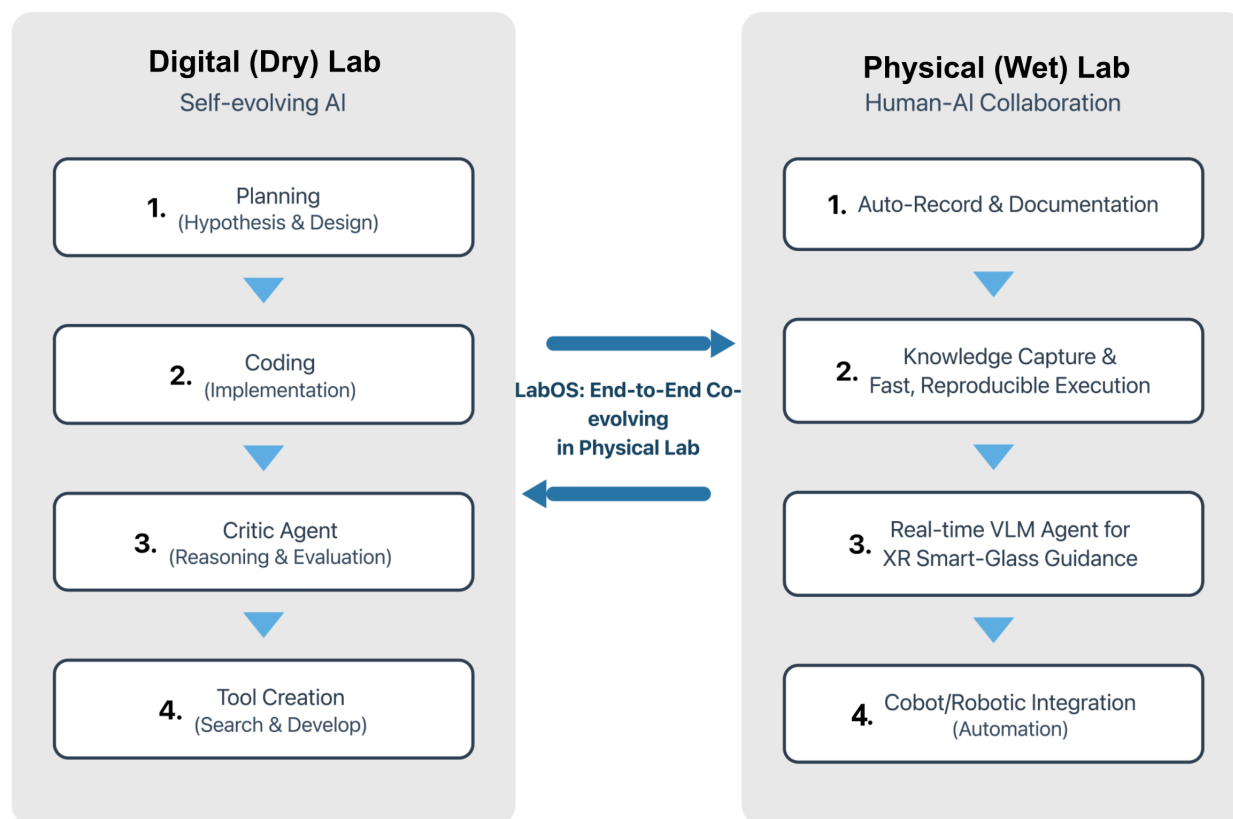 Digital (Dry) Lab
Self-evolving AI
1. Planning
(Hypothesis & Design)
2. Coding
(Implementation)
3. Critic Agent
(Reasoning & Evaluation)
4. Tool Creation
(Search & Develop)
LabOS: End-to-End Co-
evolving
in Physical Lab
Physical (Wet) Lab
Human-AI Collaboration
1. Auto-Record & Documentation
2. Knowledge Capture &
Fast, Reproducible Execution
3. Real-time VLM Agent for
XR Smart-Glass Guidance
4. Cobot/Robotic Integration
(Automation)